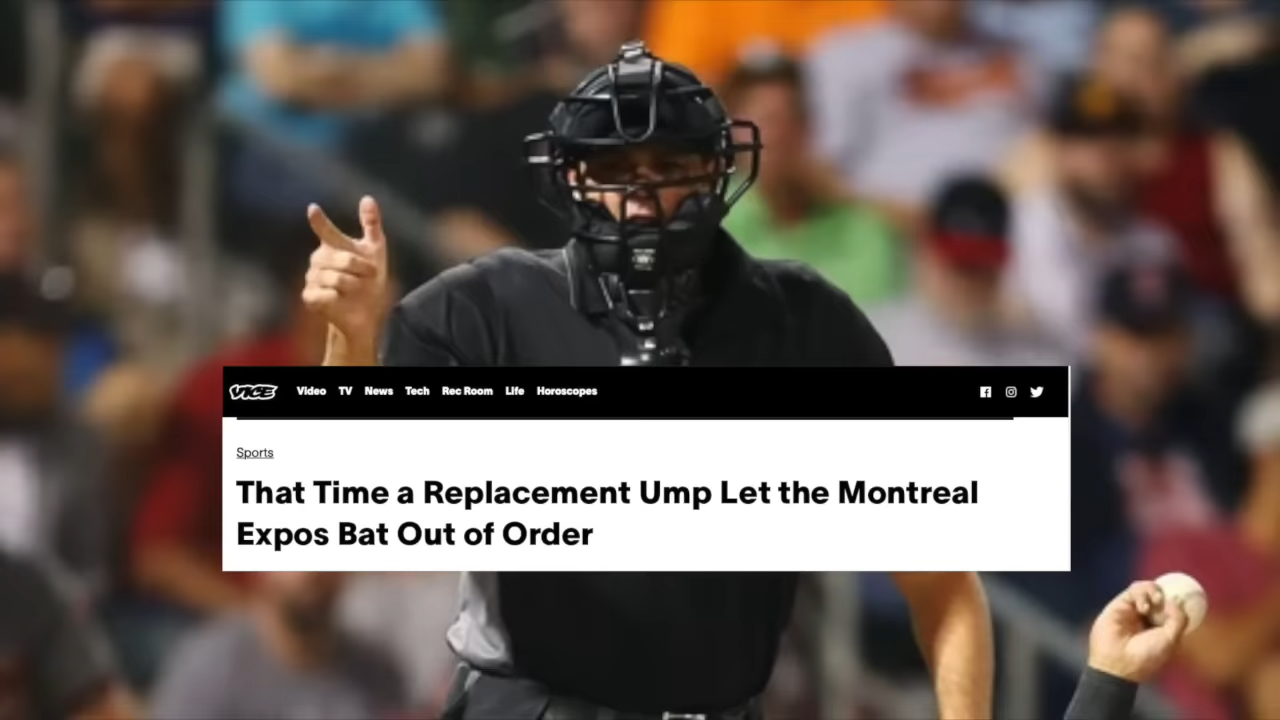 VICE Video TV News Tech Rec Room Life Horoscopes
Sports
That Time a Replacement Ump Let the Montreal
Expos Bat Out of Order